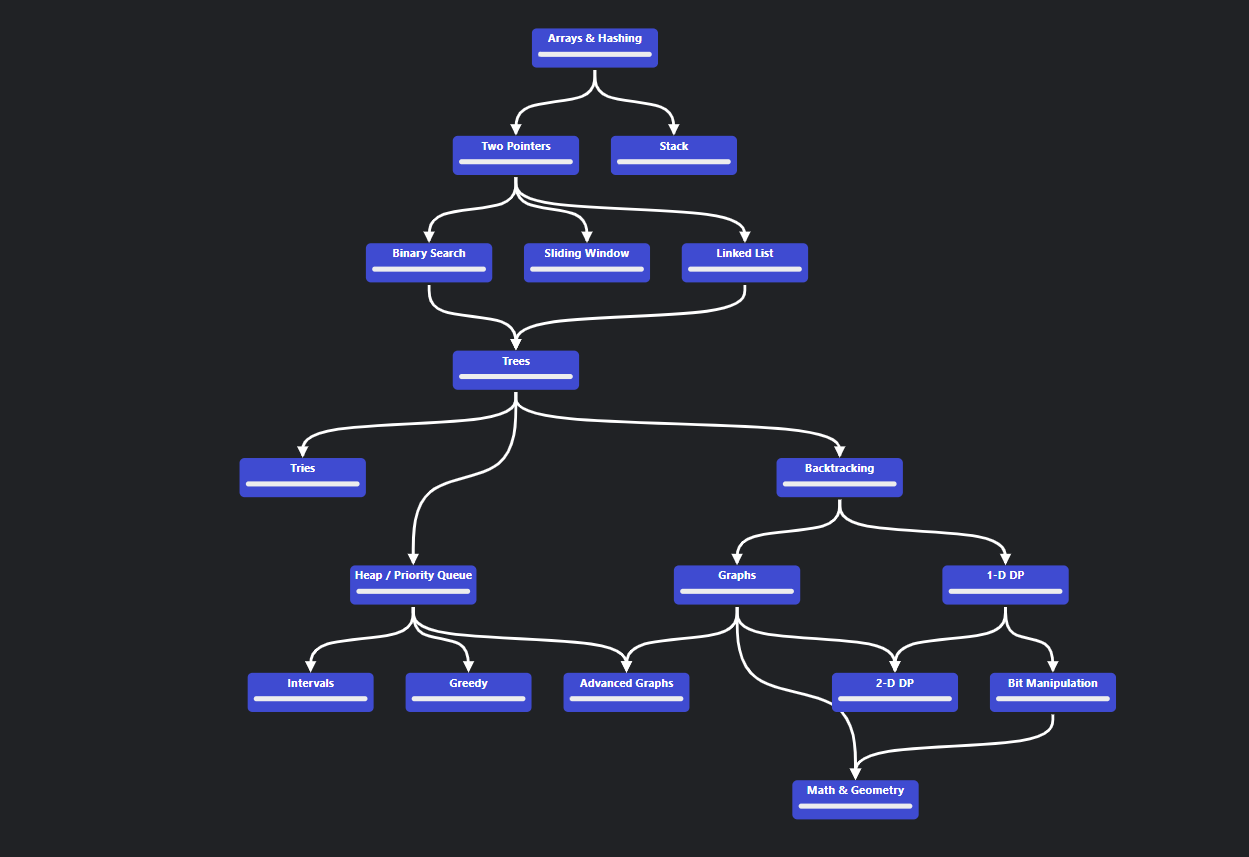 Arrays & Hashing
Two Pointers
Stack
Binary Search
Sliding Window
Linked List
Trees
Tries
Backtracking
Heap / Priority Queue
Graphs
1-D DP
Intervals
Greedy
Advanced Graphs
2-D DP
Bit Manipulation
Math & Geometry